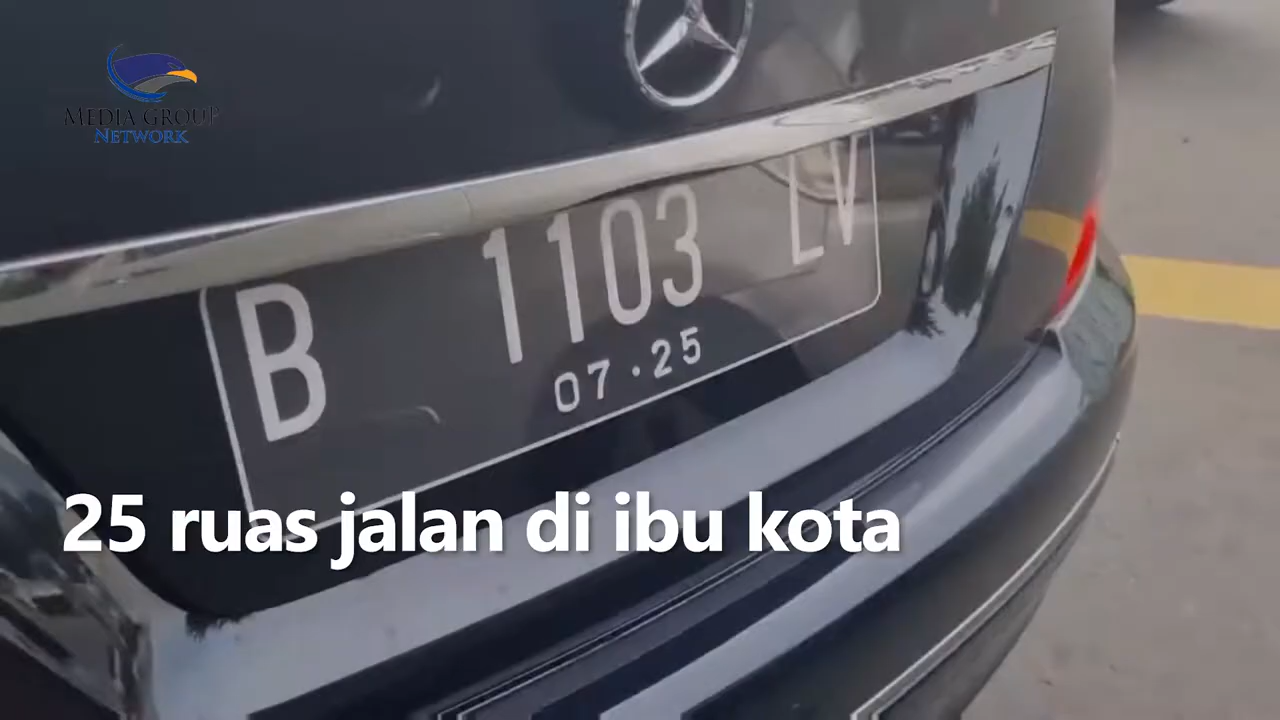 MEDIA GROUP
NETWORK
B 1103 LV
07.25
25 ruas jalan di ibu kota